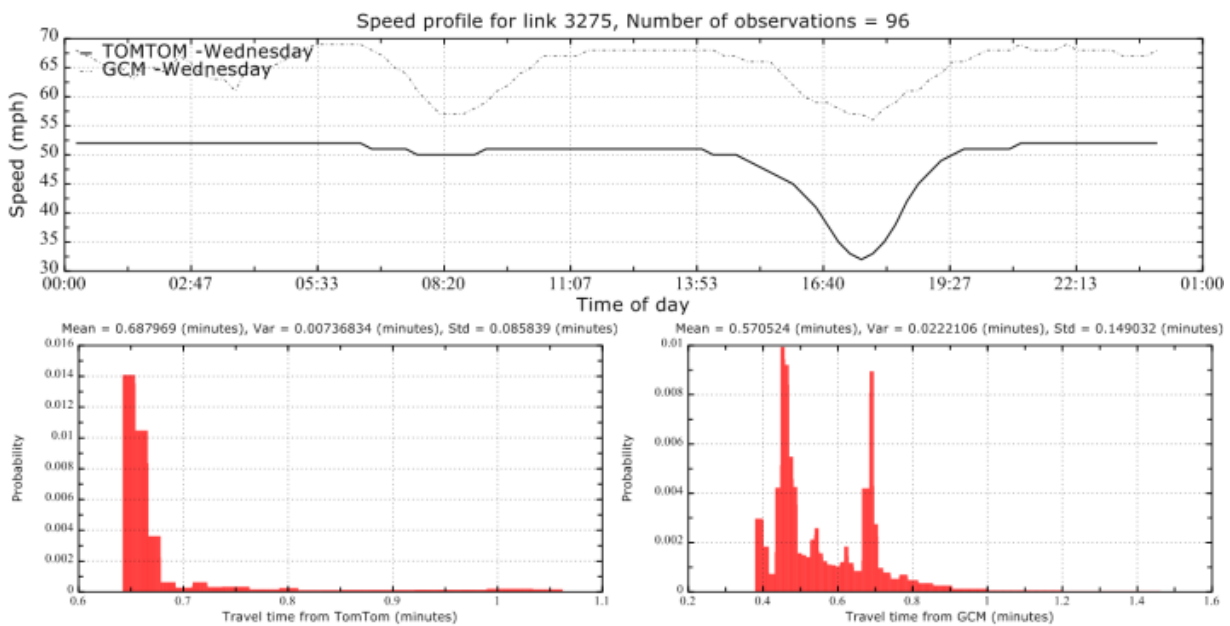 Speed profile for link 3275, Number of observations = 96
70
65
60
55
50
45
40
35
30
Speed (mph)
TOMTOM -Wednesday
GCM -Wednesday
00:00 02:47 05:33 08:20 11:07 13:53 16:40 19:27 22:13 01:00
Time of day
Mean = 0.687969 (minutes), Var = 0.00736834 (minutes), Std = 0.085839 (minutes)
0.016
0.014
0.012
0.01
0.008
0.006
0.004
0.002
0
Probability
0.6 0.7 0.8 0.9 1 1.1
Travel time from TomTom (minutes)
Mean = 0.570524 (minutes), Var = 0.0222106 (minutes), Std = 0.149032 (minutes)
0.01
0.008
0.006
0.004
0.002
0
Probability
0.2 0.4 0.6 0.8 1 1.2 1.4 1.6
Travel time from GCM (minutes)